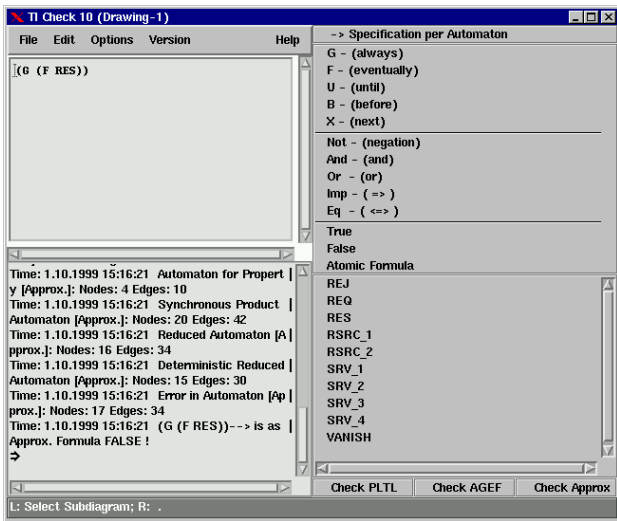 TI Check 10 (Drawing-1)
File Edit Options Version Help
(G (F RES))
Time: 1.10.1999 15:16:21 Automaton for Propert |
y [Approx.]: Nodes: 4 Edges: 10
Time: 1.10.1999 15:16:21 Synchronous Product |
Automaton [Approx.]: Nodes: 20 Edges: 42
Time: 1.10.1999 15:16:21 Reduced Automaton [A |
pprox.]: Nodes: 16 Edges: 34
Time: 1.10.1999 15:16:21 Deterministic Reduced |
Automaton [Approx.]: Nodes: 15 Edges: 30
Time: 1.10.1999 15:16:21 Error in Automaton [Ap |
prox.]: Nodes: 17 Edges: 34
Time: 1.10.1999 15:16:21 (G (F RES))--> is as |
Approx. Formula FALSE !
⇒
-> Specification per Automaton
G - (always)
F - (eventually)
U - (until)
B - (before)
X - (next)
Not - (negation)
And - (and)
Or - (or)
Imp - ( => )
Eq - ( <=> )
True
False
Atomic Formula
REJ
REQ
RES
RSRC_1
RSRC_2
SRV_1
SRV_2
SRV_3
SRV_4
VANISH
Check PLTL Check AGEF Check Approx
L: Select Subdiagram; R: .